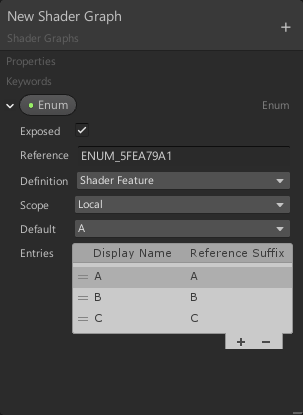 New Shader Graph
Shader Graphs
Properties
Keywords
Enum Enum
Exposed
Reference ENUM_5FEA79A1
Definition Shader Feature
Scope Local
Default A
Entries Display Name Reference Suffix
A A
B B
C C